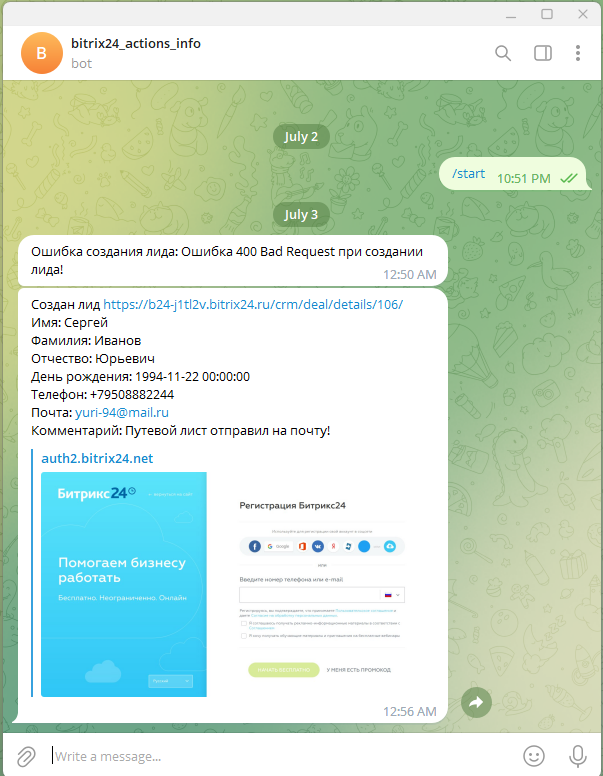 bitrix24_actions_info
B
bot
July 2
/start 10:51 PM
July 3
Ошибка создания лида: Ошибка 400 Bad Request при создании
лида!
12:50 AM
Создан лид https://b24-j1tl2v.bitrix24.ru/crm/deal/details/106/
Имя: Сергей
Фамилия: Иванов
Отчество: Юрьевич
День рождения: 1994-11-22 00:00:00
Телефон: +79508882244
Почта: yuri-94@mail.ru
Комментарий: Путевой лист отправил на почту!
auth2.bitrix24.net
Битрикс24
Помогаем бизнесу
работать
Бесплатно. Неограниченно. Онлайн
Русский
Регистрация Битрикс24
Google
или
Введите номер телефона или e-mail
НАЧАТЬ БЕСПЛАТНО
У МЕНЯ ЕСТЬ ПРОМОКОД
12:56 AM
Write a message...